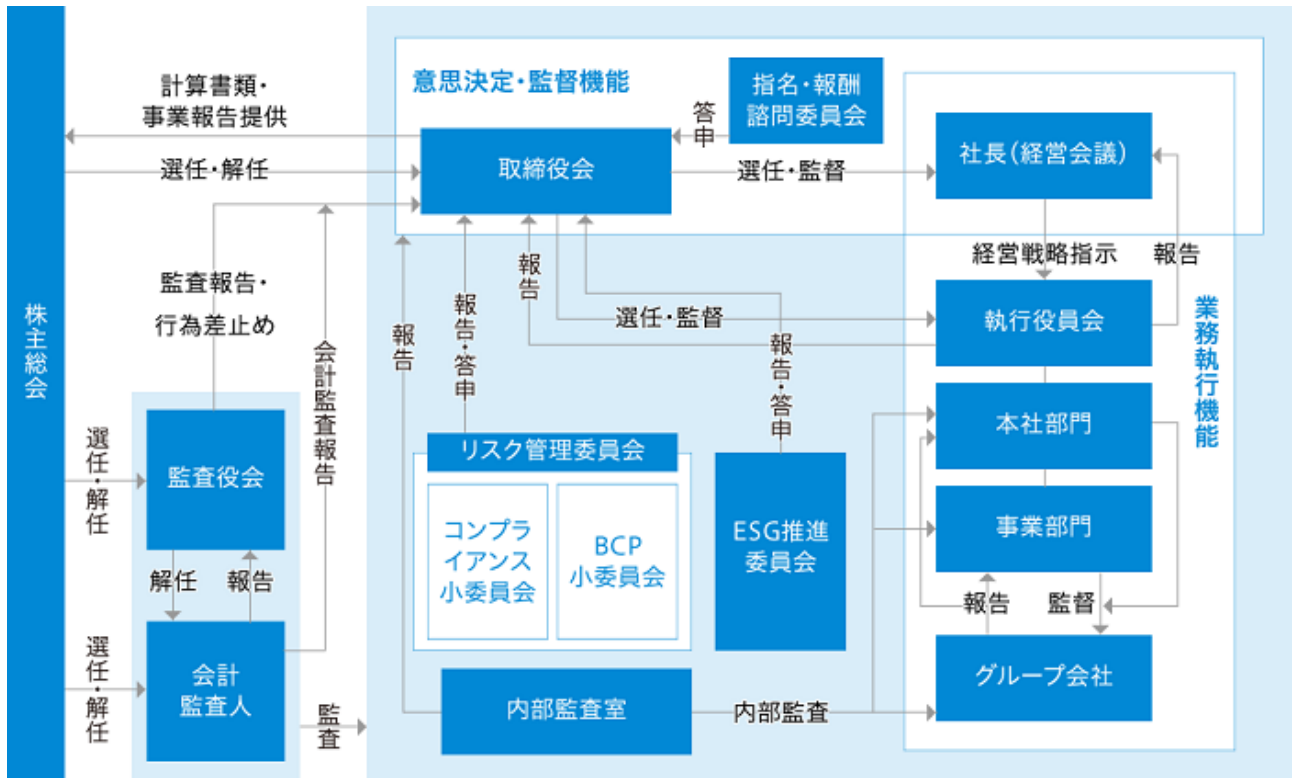 株主総会
計算書類・
事業報告提供
選任・解任
監査報告・
行為差止め
会計監査報告
選任・解任
監査役会
解任
報告
選任・解任
会計
監査人
監査
意思決定・監督機能
指名・報酬
諮問委員会
答申
取締役会
選任・監督
社長（経営会議）
経営戦略指示
報告
報告
報告・答申
報告
選任・監督
報告・答申
執行役員会
業務執行機能
本社部門
事業部門
報告
監督
グループ会社
リスク管理委員会
コンプラ
イアンス
小委員会
BCP
小委員会
ESG推進
委員会
内部監査室
内部監査